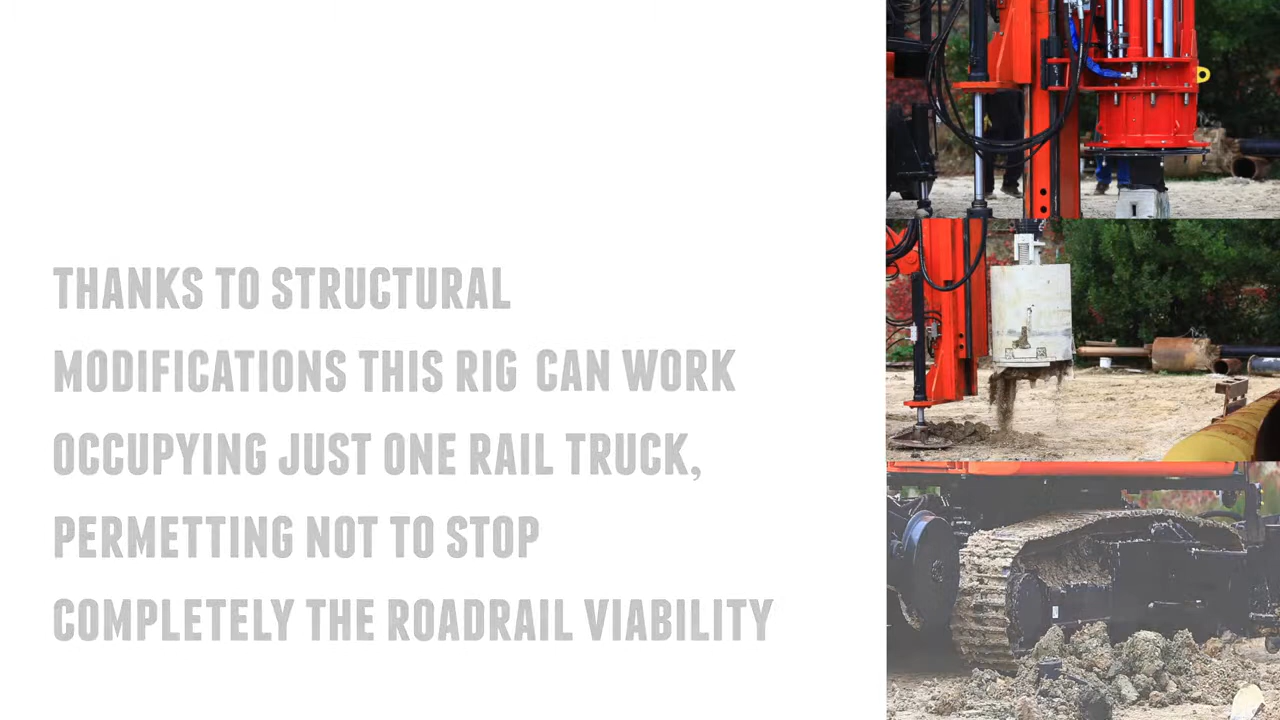 THANKS TO STRUCTURAL
MODIFICATIONS THIS RIG CAN WORK
OCCUPYING JUST ONE RAIL TRUCK,
PERMETTING NOT TO STOP
COMPLETELY THE ROADRAIL VIABILITY